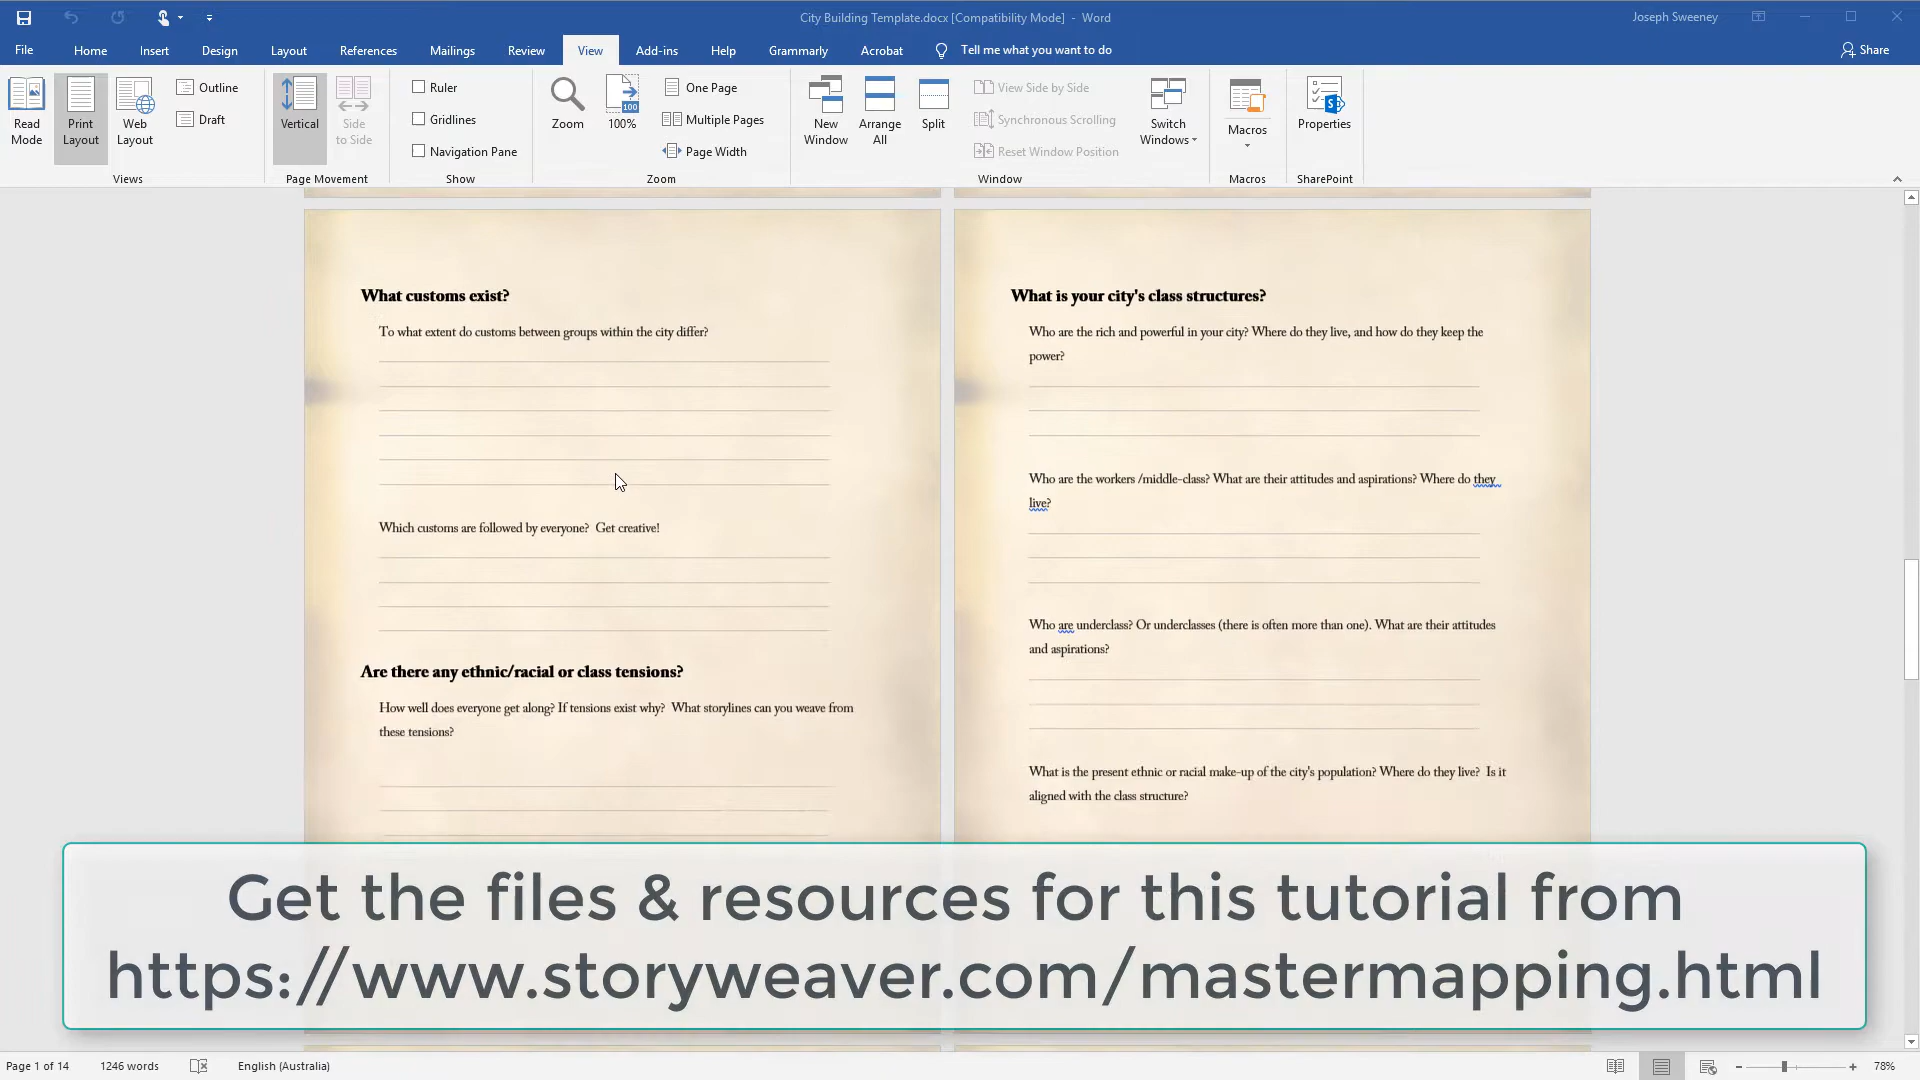 City Building Template.docx [Compatibility Mode] - Word
Joseph Sweeney
File Home Insert Design Layout References Mailings Review View Add-ins Help Grammarly Acrobat Tell me what you want to do Share
Read Mode
Print Layout
Web Layout
Outline
Draft
Views
Vertical
Side to Side
Page Movement
Ruler
Gridlines
Navigation Pane
Show
Zoom
100
100%
One Page
Multiple Pages
Page Width
Zoom
New Window
Arrange All
Split
View Side by Side
Synchronous Scrolling
Reset Window Position
Switch Windows
Window
Macros
Macros
S
Properties
SharePoint
What customs exist?
To what extent do customs between groups within the city differ?
Which customs are followed by everyone?  Get creative!
Are there any ethnic/racial or class tensions?
How well does everyone get along? If tensions exist why?  What storylines can you weave from
these tensions?
What is your city's class structures?
Who are the rich and powerful in your city? Where do they live, and how do they keep the
power?
Who are the workers /middle-class? What are their attitudes and aspirations? Where do they
live?
Who are underclass? Or underclasses (there is often more than one). What are their attitudes
and aspirations?
What is the present ethnic or racial make-up of the city's population? Where do they live?  Is it
aligned with the class structure?
Get the files & resources for this tutorial from
https://www.storyweaver.com/mastermapping.html
Page 1 of 14 1246 words English (Australia) 78%